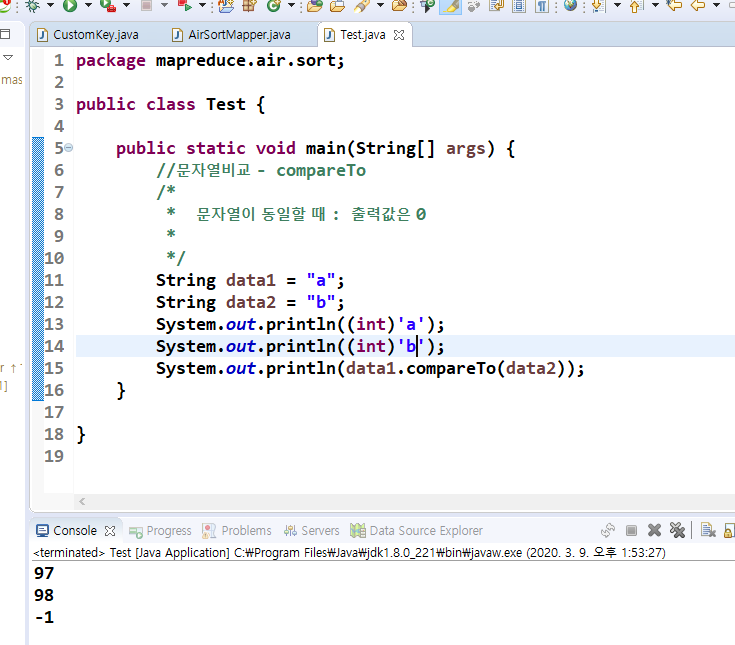 CustomKey.java AirSortMapper.java Test.java
mas
1 package mapreduce.air.sort;
2
3 public class Test {
4
5 public static void main(String[] args) {
6 //문자열비교 - compareTo
7 /*
8 * 문자열이 동일할 때 : 출력값은 0
9 *
10 */
11 String data1 = "a";
12 String data2 = "b";
13 System.out.println((int)'a');
14 System.out.println((int)'b');
15 System.out.println(data1.compareTo(data2));
16 }
17
18 }
19
Console Progress Problems Servers Data Source Explorer
<terminated> Test [Java Application] C:₩Program Files₩Java₩jdk1.8.0_221₩bin₩javaw.exe (2020. 3. 9. 오후 1:53:27)
97
98
-1